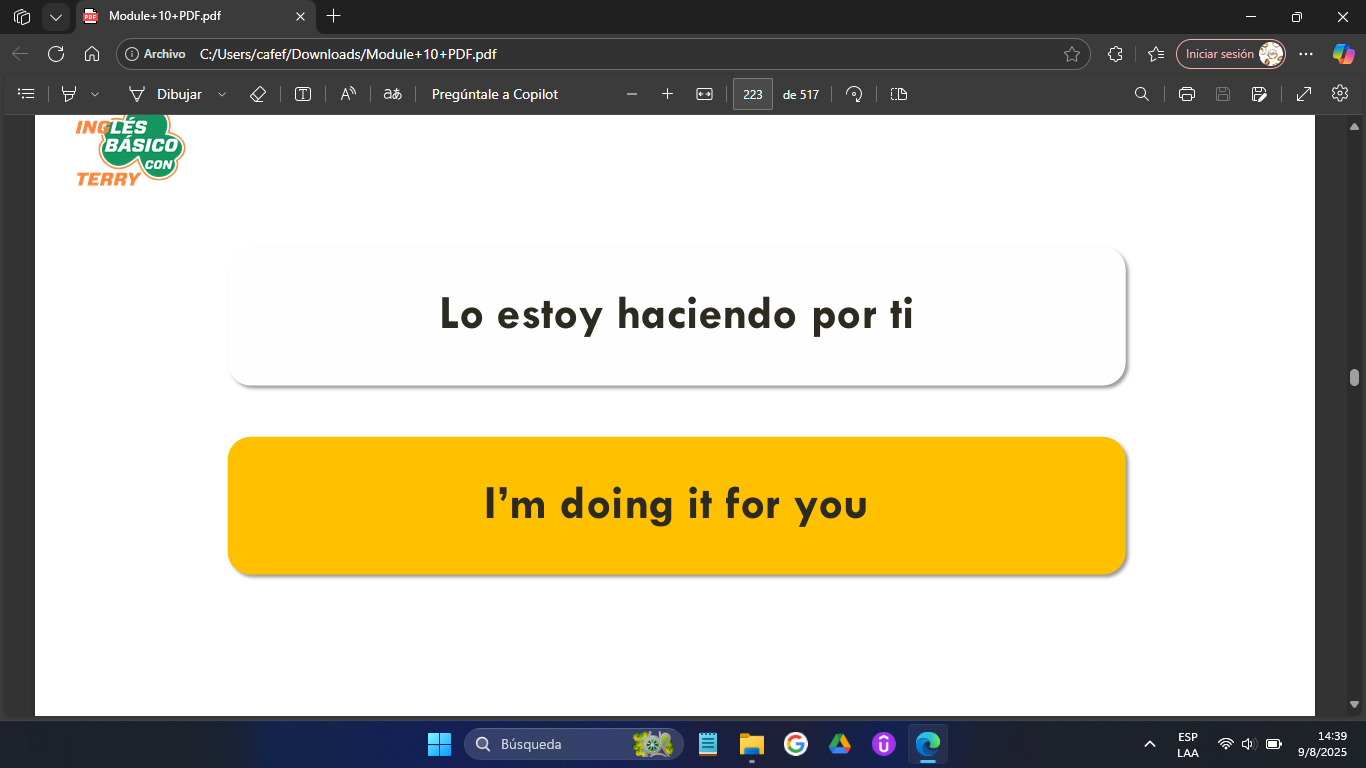 Module+10+PDF.pdf
Archivo C:/Users/cafef/Downloads/Module+10+PDF.pdf Iniciar sesión
Dibujar Pregúntale a Copilot 223 de 517
INGLÉS
BÁSICO
CON
TERRY
Lo estoy haciendo por ti
I'm doing it for you
Búsqueda
ESP
LAA
14:39
9/8/2025